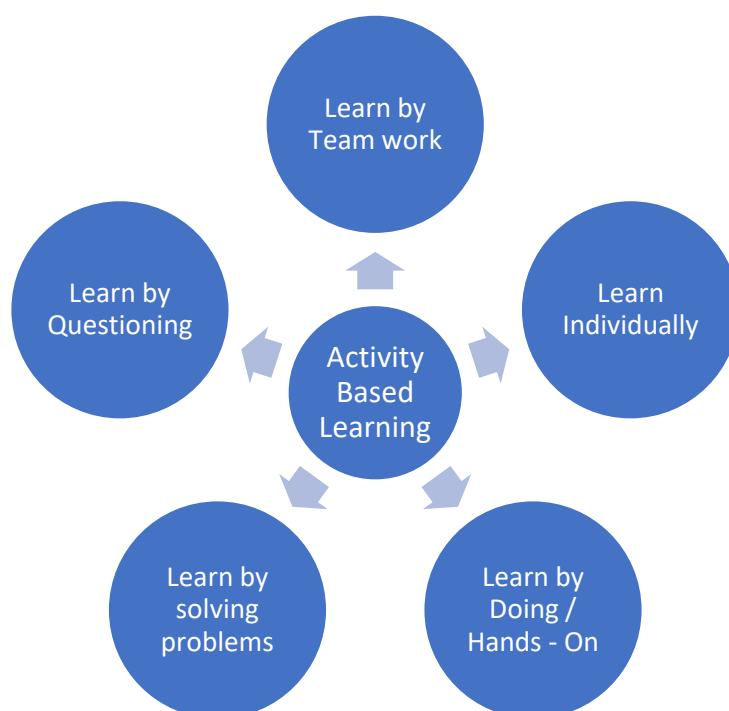 Learn by
Team work
Learn by
Questioning
Learn
Individually
Activity
Based
Learning
Learn by
solving
problems
Learn by
Doing /
Hands - On